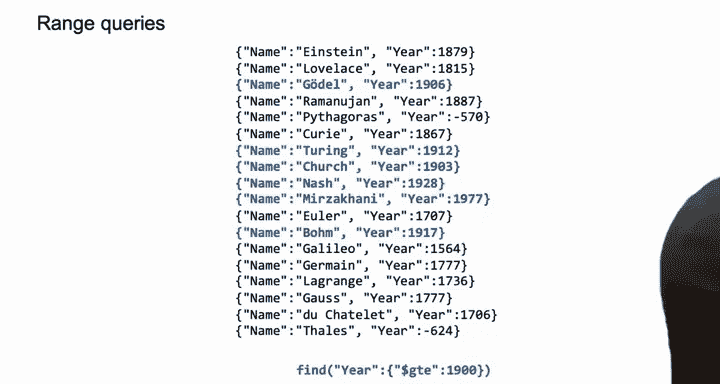 Range queries
{"Name":"Einstein", "Year":1879}
{"Name":"Lovelace", "Year":1815}
{"Name":"Gödel", "Year":1906}
{"Name":"Ramanujan", "Year":1887}
{"Name":"Pythagoras", "Year":-570}
{"Name":"Curie", "Year":1867}
{"Name":"Turing", "Year":1912}
{"Name":"Church", "Year":1903}
{"Name":"Nash", "Year":1928}
{"Name":"Mirzakhani", "Year":1977}
{"Name":"Euler", "Year":1707}
{"Name":"Bohm", "Year":1917}
{"Name":"Galileo", "Year":1564}
{"Name":"Germain", "Year":1777}
{"Name":"Lagrange", "Year":1736}
{"Name":"Gauss", "Year":1777}
{"Name":"du Chatelet", "Year":1706}
{"Name":"Thales", "Year":-624}
find("Year":{"$gte":1900})